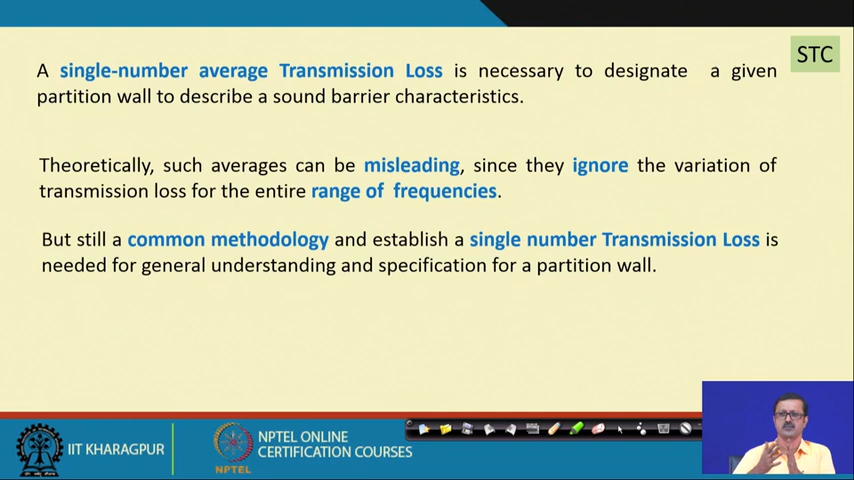 STC
A single-number average Transmission Loss is necessary to designate a given
partition wall to describe a sound barrier characteristics.
Theoretically, such averages can be misleading, since they ignore the variation of
transmission loss for the entire range of frequencies.
But still a common methodology and establish a single number Transmission Loss is
needed for general understanding and specification for a partition wall.
IIT KHARAGPUR
NPTEL
NPTEL ONLINE
CERTIFICATION COURSES